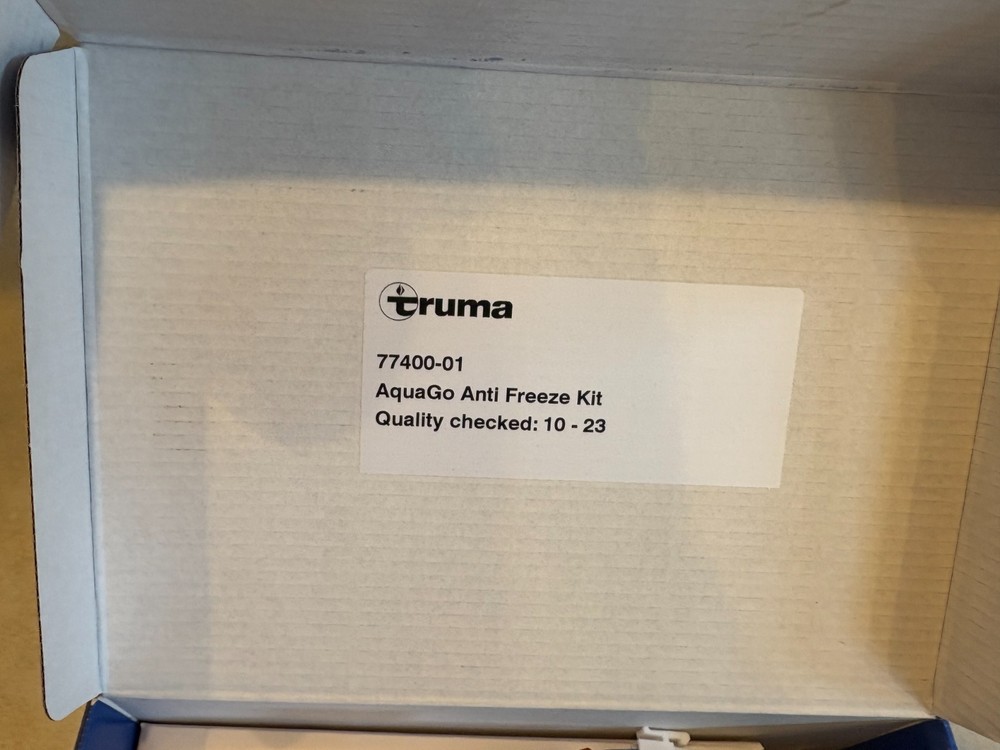 truma
77400-01
AquaGo Anti Freeze Kit
Quality checked: 10 - 23